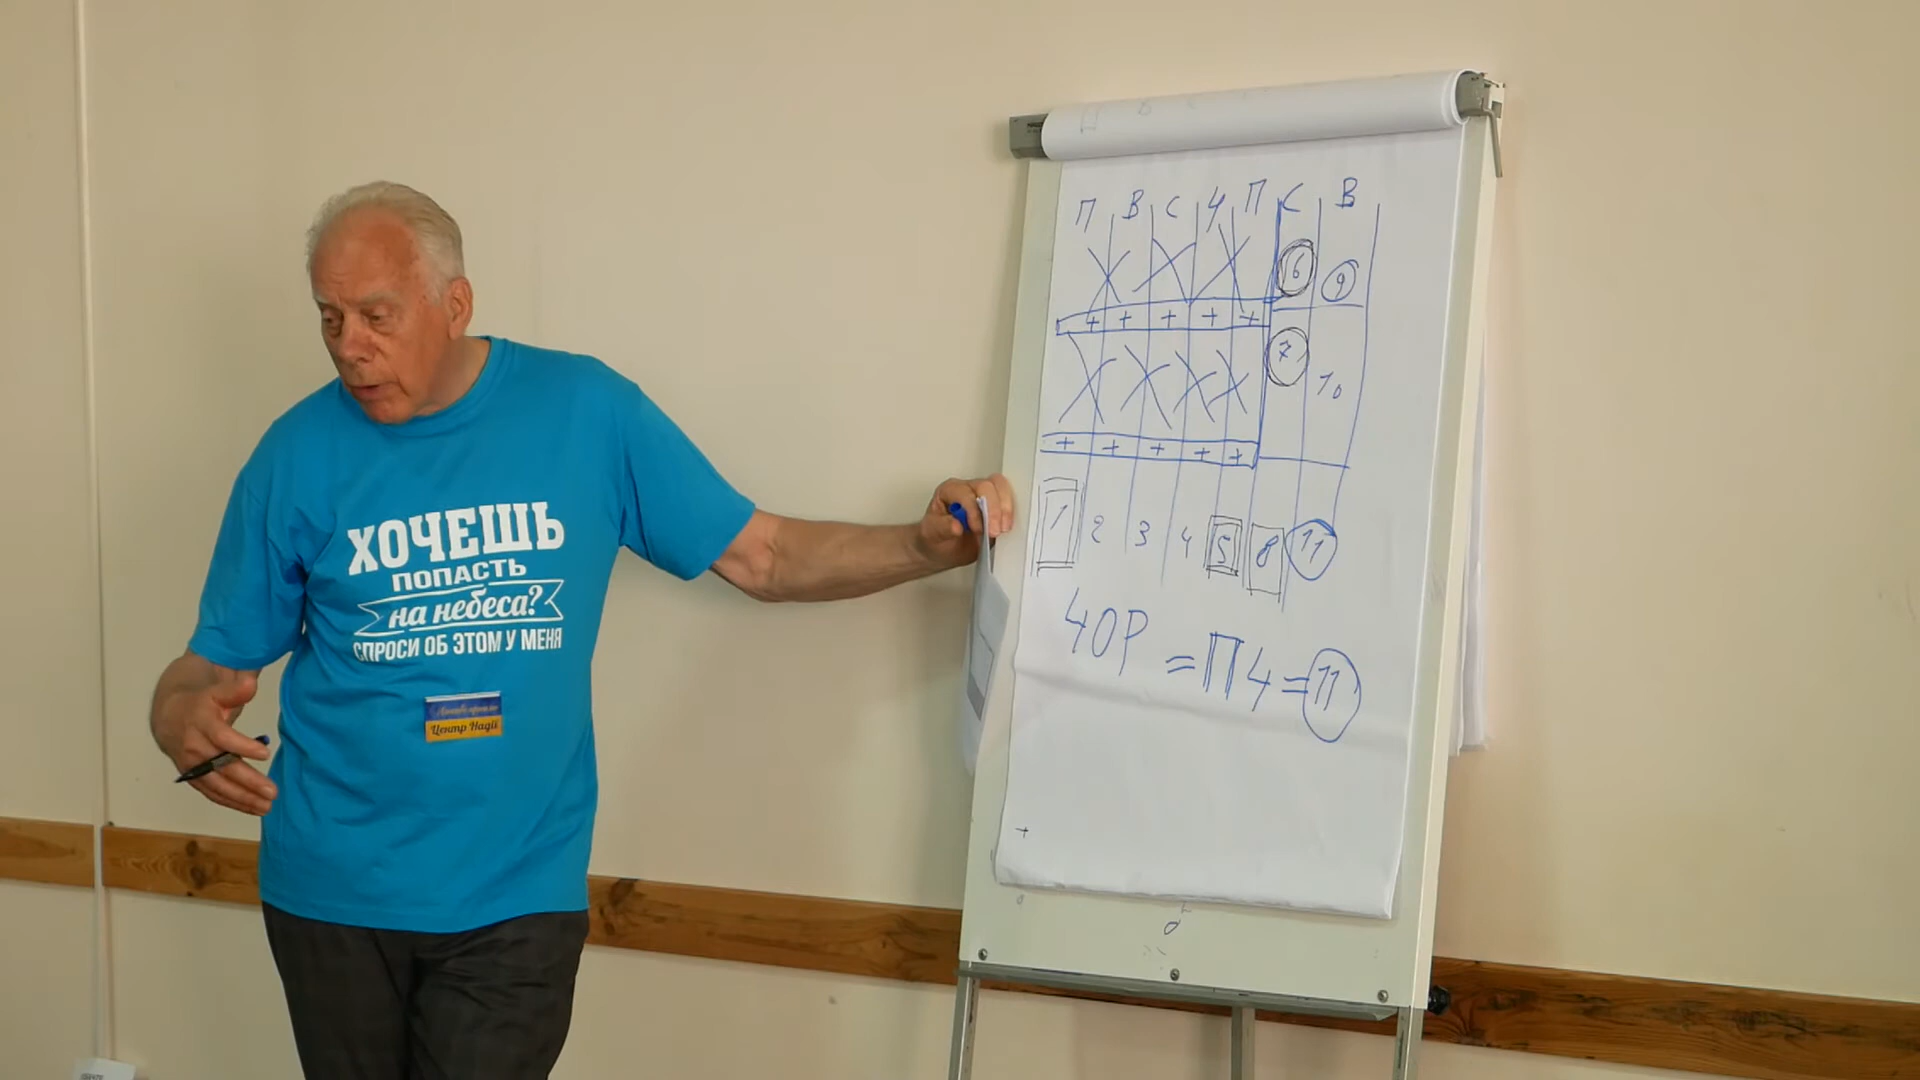 ХОЧЕШЬ
ПОПАСТЬ
на небеса?
СПРОСИ ОБ ЭТОМ У МЕНЯ
Центр Надії
П В С Ч П С В
6 9
+ + + + +
7
10
+ + + + +
1 2 3 4 5 8 11
40Р = П4 = 11